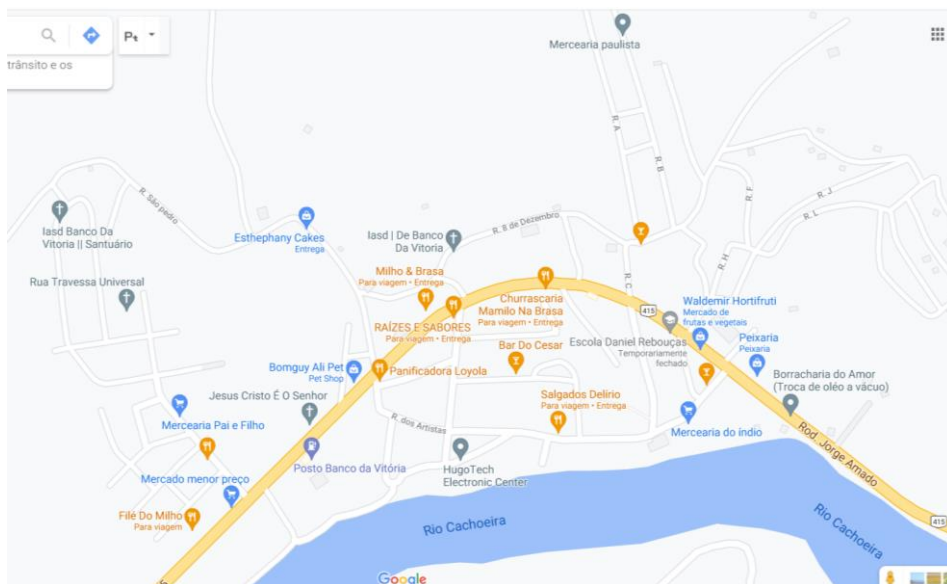 Mercearia paulista
trânsito e os
R. A
R. B
R. F
R. J
R. L
R. São pedro
Iasd Banco Da
Vitoria || Santuário
Esthephany Cakes
Entrega
Iasd | De Banco
Da Vitoria
R. 8 de Dezembro
R. H
Rua Travessa Universal
Milho & Brasa
Para viagem • Entrega
R. C
Churrascaria
Mamilo Na Brasa
Para viagem • Entrega
415
Waldemir Hortifruti
Mercado de
frutas e vegetais
RAÍZES E SABORES
Para viagem • Entrega
Bar Do Cesar
Escola Daniel Rebouças
Temporariamente
fechado
Peixaria
Peixaria
Bomguy Ali Pet
Pet Shop
Panificadora Loyola
Borracharia do Amor
(Troca de oléo a vácuo)
Jesus Cristo É O Senhor
Salgados Delírio
Para viagem • Entrega
Mercearia Pai e Filho
R. dos Artistas
Mercearia do índio
Rod. Jorge Amado
Posto Banco da Vitória
HugoTech
Electronic Center
Mercado menor preço
Filé Do Milho
Para viagem
Rio Cachoeira
Rio Cachoeira
415
Google